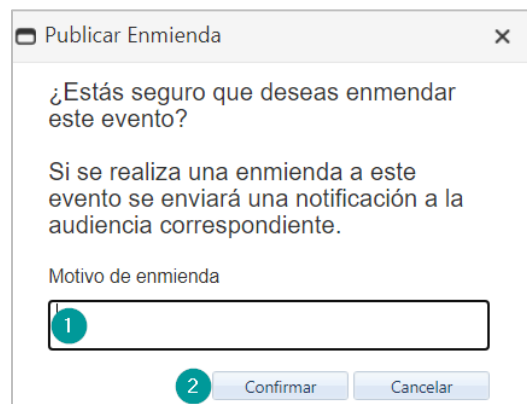 Publicar Enmienda
¿Estás seguro que deseas enmendar
este evento?
Si se realiza una enmienda a este
evento se enviará una notificación a la
audiencia correspondiente.
Motivo de enmienda
1
2 Confirmar Cancelar